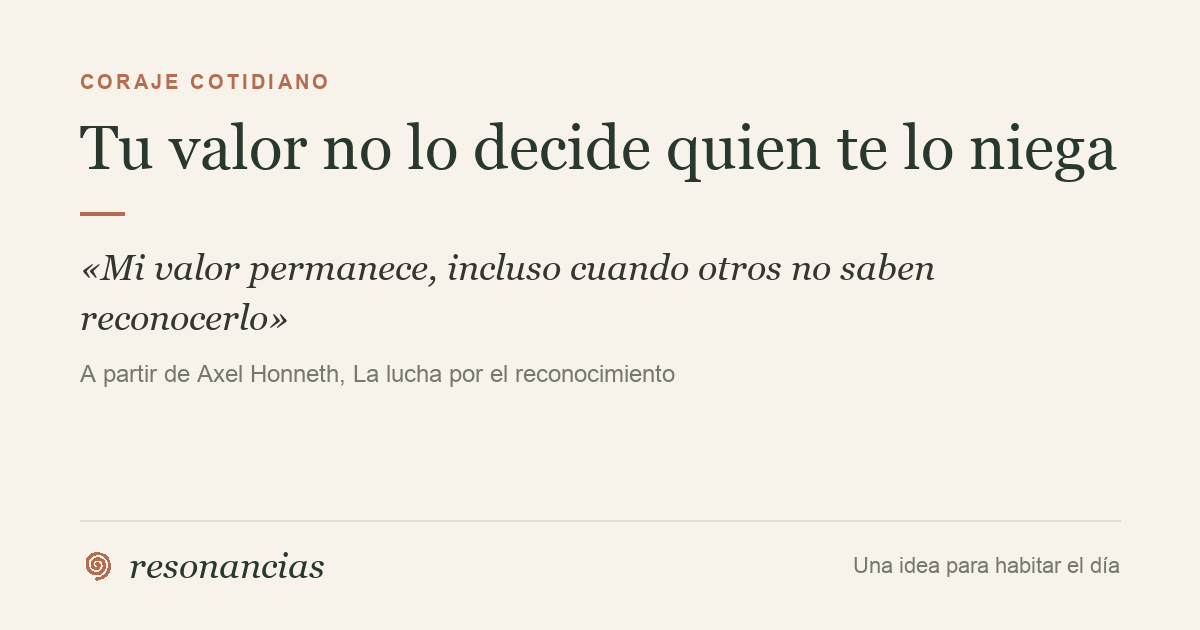 CORAJE COTIDIANO
Tu valor no lo decide quien te lo niega
«Mi valor permanece, incluso cuando otros no saben
reconocerlo»
A partir de Axel Honneth, La lucha por el reconocimiento
resonancias
Una idea para habitar el día